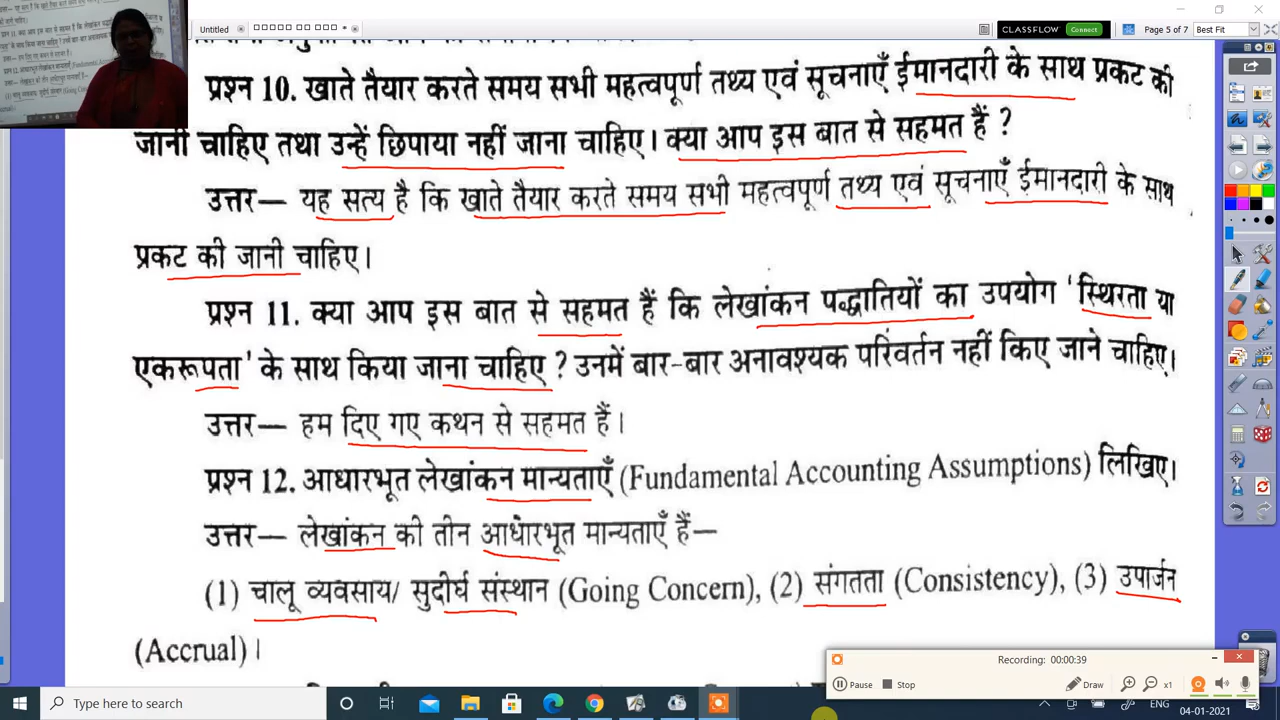 Untitled
CLASSFLOW Connect
Page 5 of 7
Best Fit
प्रश्न 10. खाते तैयार करते समय सभी महत्वपूर्ण तथ्य एवं सूचनाएँ ईमानदारी के साथ प्रकट की
जानी चाहिए तथा उन्हें छिपाया नहीं जाना चाहिए। क्या आप इस बात से सहमत हैं ?
उत्तर— यह सत्य है कि खाते तैयार करते समय सभी महत्वपूर्ण तथ्य एवं सूचनाएँ ईमानदारी के साथ
प्रकट की जानी चाहिए।
प्रश्न 11. क्या आप इस बात से सहमत हैं कि लेखांकन पद्धातियों का उपयोग 'स्थिरता या
एकरूपता' के साथ किया जाना चाहिए ? उनमें बार-बार अनावश्यक परिवर्तन नहीं किए जाने चाहिए।
उत्तर— हम दिए गए कथन से सहमत हैं।
प्रश्न 12. आधारभूत लेखांकन मान्यताएँ (Fundamental Accounting Assumptions) लिखिए।
उत्तर— लेखांकन की तीन आधारभूत मान्यताएँ हैं—
(1) चालू व्यवसाय/ सुदीर्घ संस्थान (Going Concern), (2) संगतता (Consistency), (3) उपार्जन
(Accrual)।
Recording: 00:00:39
Pause Stop Draw x1
Type here to search
ENG
04-01-2021